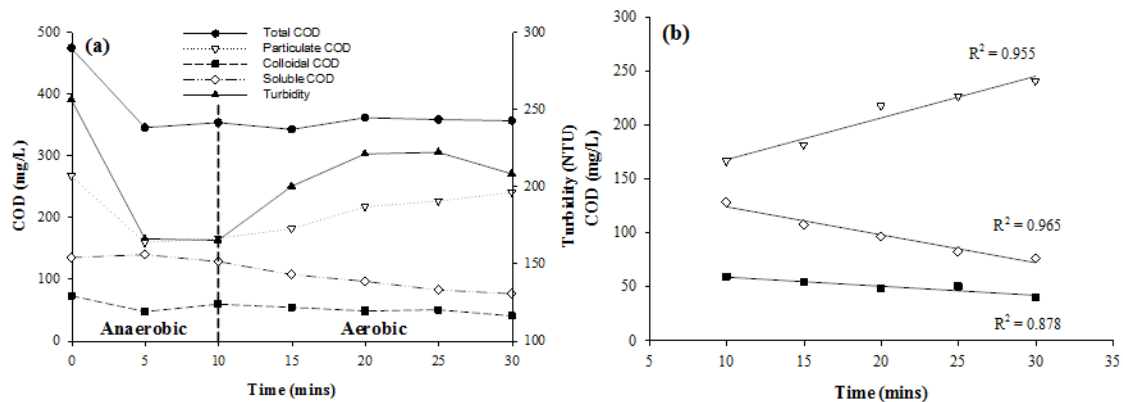 (a)
Total COD
Particulate COD
Colloidal COD
Soluble COD
Turbidity
500
400
300
200
100
0
COD (mg/L)
300
250
200
150
100
Turbidity (NTU)
Anaerobic
Aerobic
0 5 10 15 20 25 30
Time (mins)
(b)
300
250
200
150
100
50
0
COD (mg/L)
R² = 0.955
R² = 0.965
R² = 0.878
5 10 15 20 25 30 35
Time (mins)